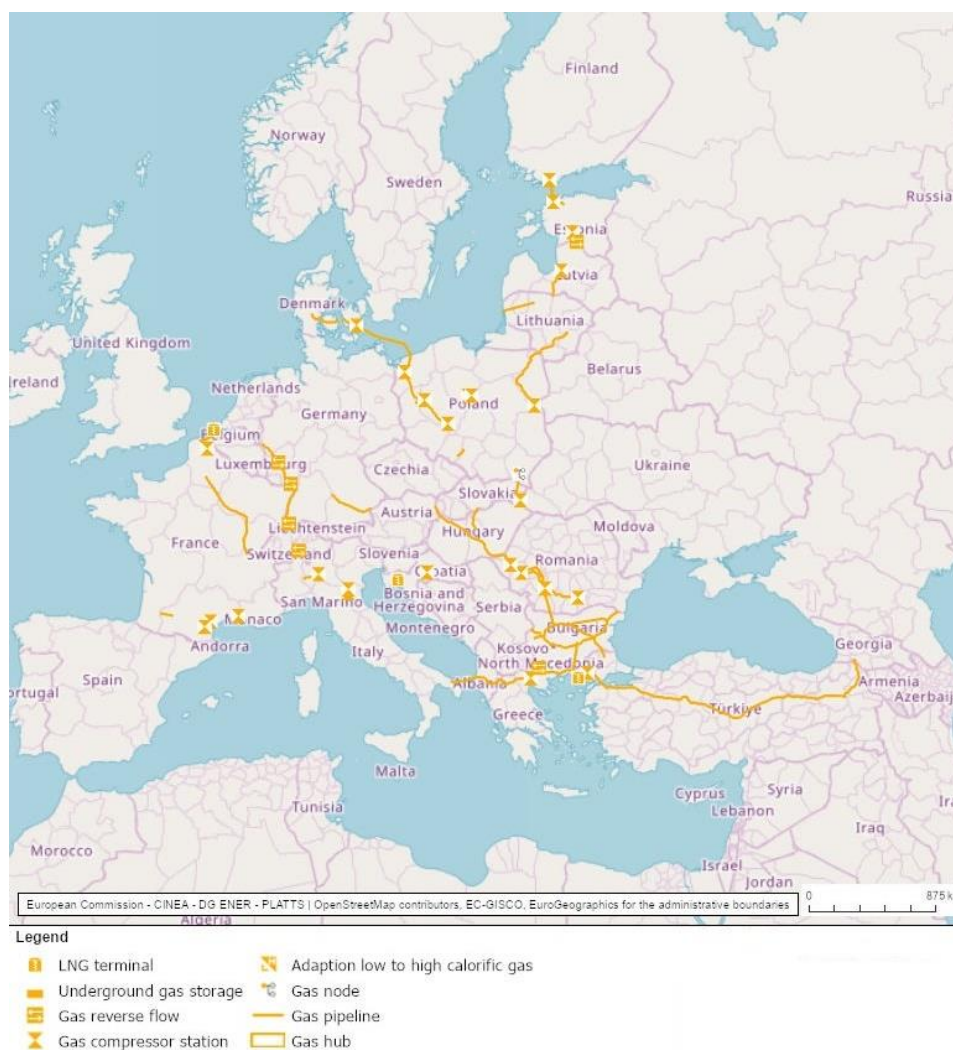 Finland
Norway
Sweden
Russia
Estonia
Latvia
Denmark
Lithuania
United Kingdom
Ireland
Belarus
Netherlands
Poland
Germany
Belgium
Luxembourg
Czechia
Ukraine
Slovakia
Austria
Moldova
Liechtenstein
Hungary
France
Switzerland
Slovenia
Romania
Croatia
San Marino
Bosnia and
Herzegovina
Serbia
Monaco
Montenegro
Bulgaria
Andorra
Italy
Kosovo
Georgia
North Macedonia
Portugal
Spain
Albania
Armenia
Türkiye
Azerbaij
Greece
Malta
Cyprus
Syria
Tunisia
Lebanon
Iraq
Morocco
Israel
Jordan
Algeria
European Commission - CINEA - DG ENER - PLATTS | OpenStreetMap contributors, EC-GISCO, EuroGeographics for the administrative boundaries
0 875 k
Legend
LNG terminal
Adaption low to high calorific gas
Underground gas storage
Gas node
Gas reverse flow
Gas pipeline
Gas compressor station
Gas hub